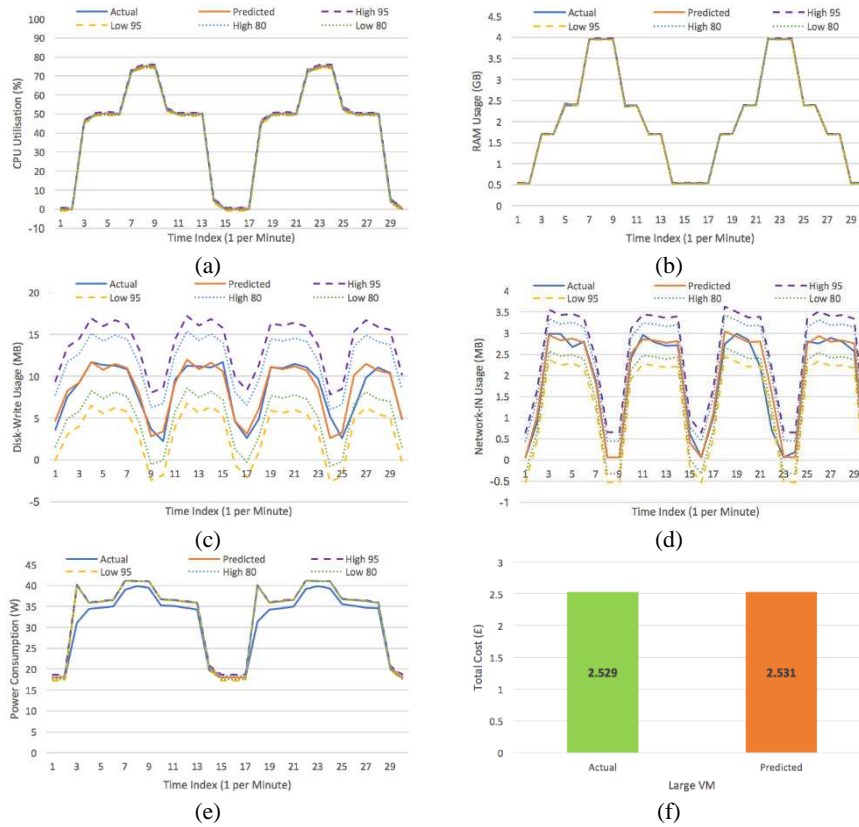 Actual Predicted High 95
Low 95 High 80 Low 80
CPU Utilisation (%)
100
90
80
70
60
50
40
30
20
10
0
-10
1 3 5 7 9 11 13 15 17 19 21 23 25 27 29
Time Index (1 per Minute)
(a)
Actual Predicted High 95
Low 95 High 80 Low 80
RAM Usage (GB)
4.5
4
3.5
3
2.5
2
1.5
1
0.5
0
1 3 5 7 9 11 13 15 17 19 21 23 25 27 29
Time Index (1 per Minute)
(b)
Actual Predicted High 95
Low 95 High 80 Low 80
Disk-Write Usage (MB)
20
15
10
5
0
-5
1 3 5 7 9 11 13 15 17 19 21 23 25 27 29
Time Index (1 per Minute)
(c)
Actual Predicted High 95
Low 95 High 80 Low 80
Network-IN Usage (MB)
4
3.5
3
2.5
2
1.5
1
0.5
0
-0.5
-1
1 3 5 7 9 11 13 15 17 19 21 23 25 27 29
Time Index (1 per Minute)
(d)
Actual Predicted High 95
Low 95 High 80 Low 80
Power Consumption (W)
45
40
35
30
25
20
15
10
5
0
1 3 5 7 9 11 13 15 17 19 21 23 25 27 29
Time Index (1 per Minute)
(e)
Total Cost (£)
3
2.5
2
1.5
1
0.5
0
2.529 2.531
Actual Predicted
Large VM
(f)